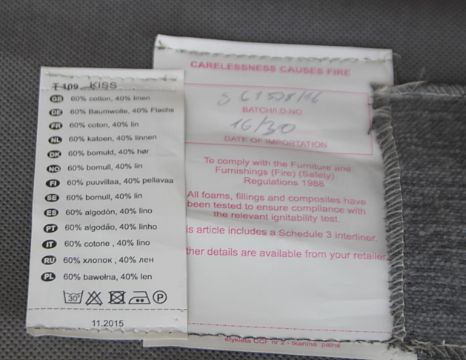 T 109 KISS
GB 60% cotton, 40% linen
DE 60% Baumwolle, 40% Flachs
FR 60% coton, 40% lin
NL 60% katoen, 40% linnen
DK 60% bomuld, 40% hør
NO 60% bomull, 40% lin
FI 60% puuvillaa, 40% pellavaa
SE 60% bomull, 40% lin
ES 60% algodón, 40% lino
PT 60% algodão, 40% linho
IT 60% cotone, 40% lino
RU 60% хлопок, 40% лен
PL 60% bawełna, 40% len
11.2015
CARELESSNESS CAUSES FIRE
BATCH/I.D.NO
16/30
DATE OF IMPORTATION
To comply with the Furniture and
Furnishings (Fire) (Safety)
Regulations 1988
All foams, fillings and composites have
been tested to ensure compliance with
the relevant ignitability test.
is article includes a Schedule 3 interliner.
ther details are available from your retailer.